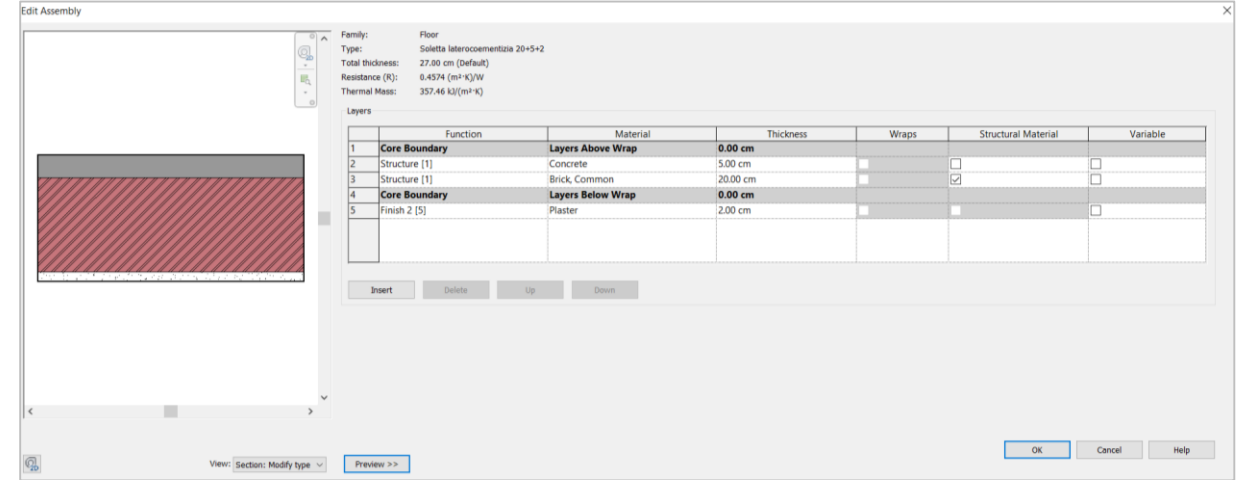 Edit Assembly
Family: Floor
Type: Soletta laterocoementizia 20+5+2
Total thickness: 27.00 cm (Default)
Resistance (R): 0.4574 (m²·K)/W
Thermal Mass: 357.46 kJ/(m²·K)
Layers
Function Material Thickness Wraps Structural Material Variable
1 Core Boundary Layers Above Wrap 0.00 cm
2 Structure [1] Concrete 5.00 cm
3 Structure [1] Brick, Common 20.00 cm
4 Core Boundary Layers Below Wrap 0.00 cm
5 Finish 2 [5] Plaster 2.00 cm
Insert Delete Up Down
OK Cancel Help
2D View: Section: Modify type Preview >>